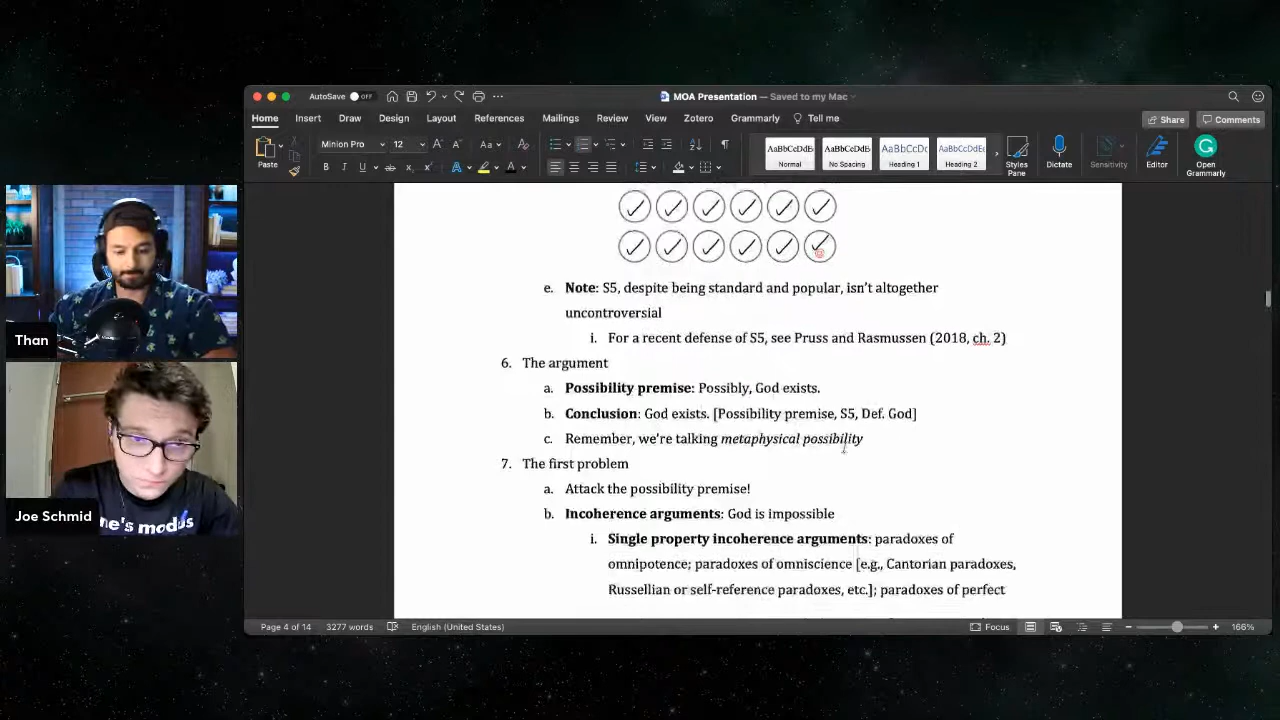 AutoSave OFF
MOA Presentation — Saved to my Mac
Home Insert Draw Design Layout References Mailings Review View Zotero Grammarly Tell me
Share Comments
Paste
Minion Pro 12
AaBbCcDdEe AaBbCcDdEe AaBbCcDc AaBbCcDdEe
Normal No Spacing Heading 1 Heading 2
Styles Pane
Dictate
Sensitivity
Editor
Open Grammarly
e. Note: S5, despite being standard and popular, isn’t altogether
uncontroversial
i. For a recent defense of S5, see Pruss and Rasmussen (2018, ch. 2)
6. The argument
a. Possibility premise: Possibly, God exists.
b. Conclusion: God exists. [Possibility premise, S5, Def. God]
c. Remember, we’re talking metaphysical possibility
7. The first problem
a. Attack the possibility premise!
b. Incoherence arguments: God is impossible
i. Single property incoherence arguments: paradoxes of
omnipotence; paradoxes of omniscience [e.g., Cantorian paradoxes,
Russellian or self-reference paradoxes, etc.]; paradoxes of perfect
Page 4 of 14 3277 words English (United States) Focus 166%
Than
Joe Schmid
ne's modus